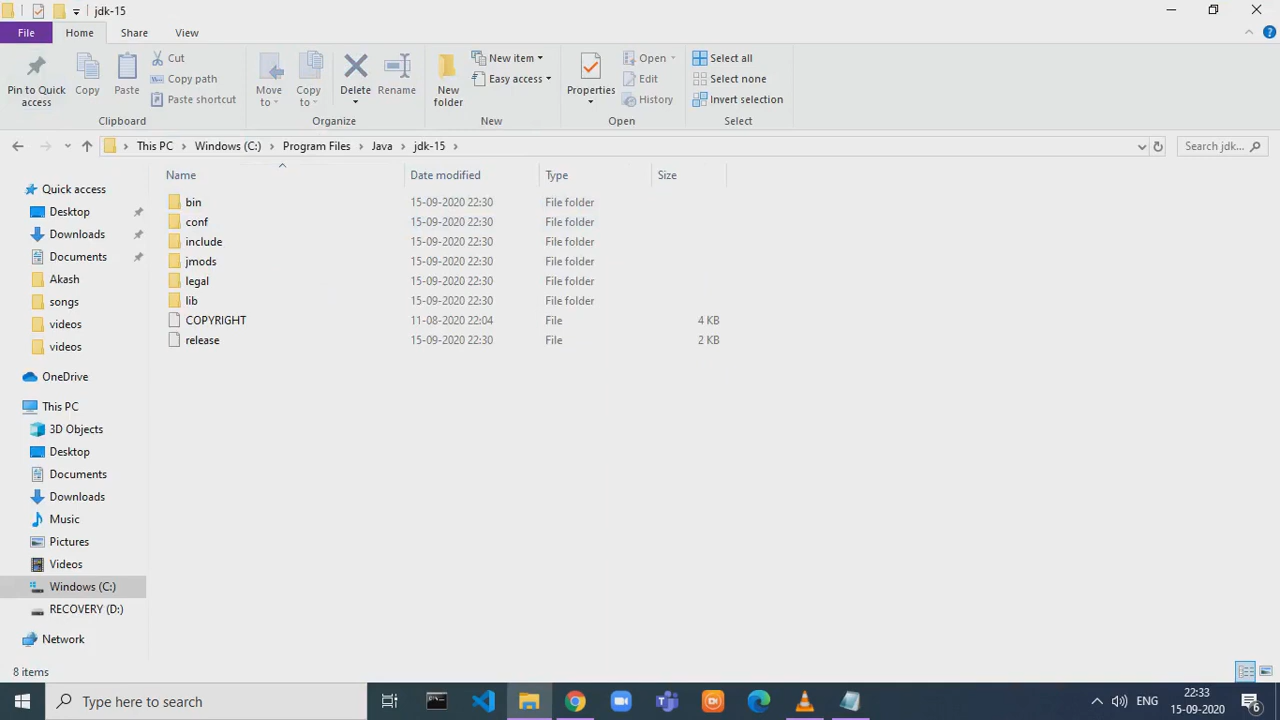 jdk-15
File Home Share View
Pin to Quick access
Copy
Paste
Cut
Copy path
Paste shortcut
Clipboard
Move to
Copy to
Delete
Rename
Organize
New folder
New item
Easy access
New
Properties
Open
Edit
History
Open
Select all
Select none
Invert selection
Select
This PC Windows (C:) Program Files Java jdk-15
Search jdk...
Name Date modified Type Size
bin 15-09-2020 22:30 File folder
conf 15-09-2020 22:30 File folder
include 15-09-2020 22:30 File folder
jmods 15-09-2020 22:30 File folder
legal 15-09-2020 22:30 File folder
lib 15-09-2020 22:30 File folder
COPYRIGHT 11-08-2020 22:04 File 4 KB
release 15-09-2020 22:30 File 2 KB
Quick access
Desktop
Downloads
Documents
Akash
songs
videos
videos
OneDrive
This PC
3D Objects
Desktop
Documents
Downloads
Music
Pictures
Videos
Windows (C:)
RECOVERY (D:)
Network
8 items
Type here to search
ENG
22:33
15-09-2020
6